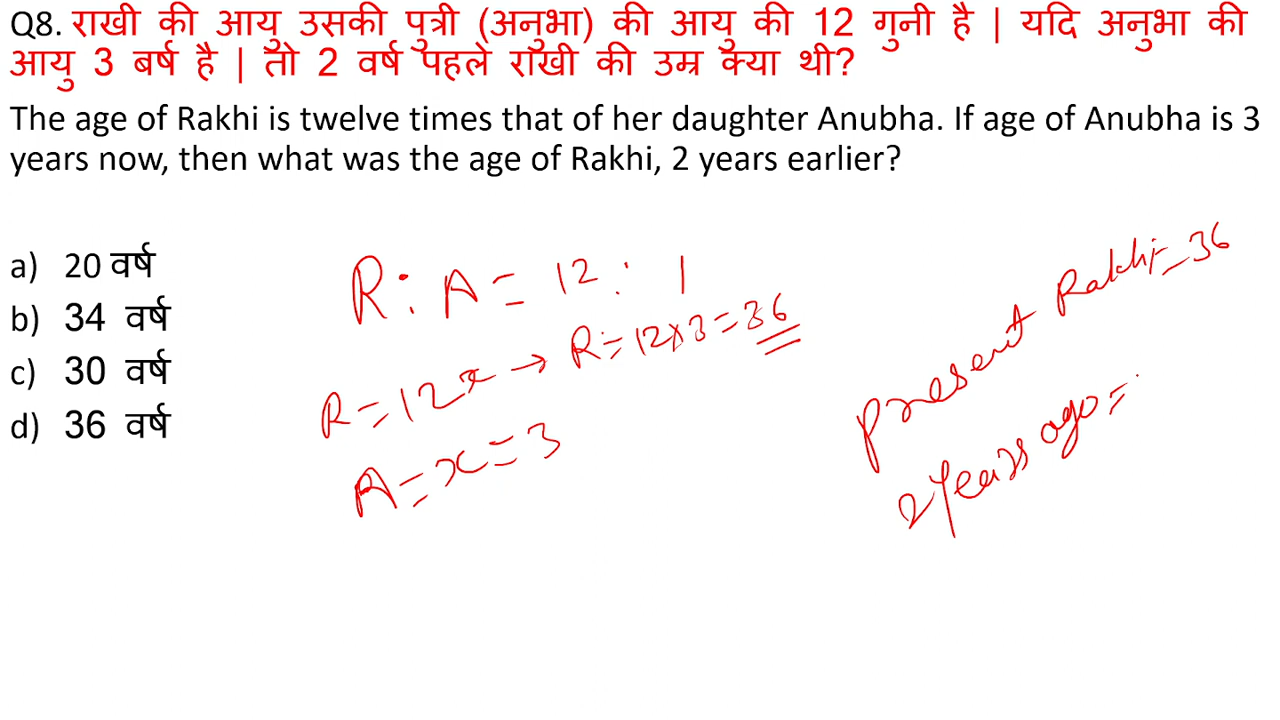 Q8. राखी की आयु उसकी पुत्री (अनुभा) की आयु की 12 गुनी है | यदि अनुभा की
आयु 3 बर्ष है | तो 2 वर्ष पहले राखी की उम्र क्या थी?
The age of Rakhi is twelve times that of her daughter Anubha. If age of Anubha is 3
years now, then what was the age of Rakhi, 2 years earlier?
a) 20 वर्ष
b) 34 वर्ष
c) 30 वर्ष
d) 36 वर्ष
R : A = 12 : 1
R = 12x → R = 12x3 = 36
A = x = 3
Present Rakhi = 36
2 Years ago =